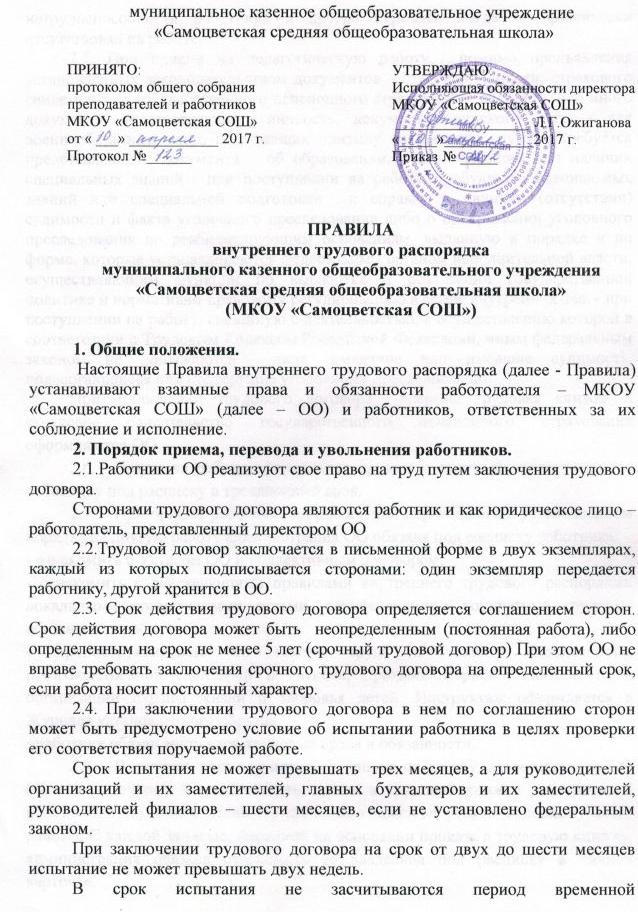 муниципальное казенное общеобразовательное учреждение
«Самоцветская средняя общеобразовательная школа»
ПРИНЯТО:
протоколом общего собрания
преподавателей и работников
МКОУ «Самоцветская СОШ»
от « 10 » апреля 2017 г.
Протокол № 123
УТВЕРЖДАЮ:
Исполняющая обязанности директора
МКОУ «Самоцветская СОШ»
Л.Г.Ожиганова
« » 2017 г.
Приказ №
МКОУ
«Самоцветская
СОШ»
ПРАВИЛА
внутреннего трудового распорядка
муниципального казенного общеобразовательного учреждения
«Самоцветская средняя общеобразовательная школа»
(МКОУ «Самоцветская СОШ»)
1. Общие положения.
Настоящие Правила внутреннего трудового распорядка (далее - Правила)
устанавливают взаимные права и обязанности работодателя – МКОУ
«Самоцветская СОШ» (далее – ОО) и работников, ответственных за их
соблюдение и исполнение.
2. Порядок приема, перевода и увольнения работников.
2.1.Работники ОО реализуют свое право на труд путем заключения трудового
договора.
Сторонами трудового договора являются работник и как юридическое лицо –
работодатель, представленный директором ОО
2.2.Трудовой договор заключается в письменной форме в двух экземплярах,
каждый из которых подписывается сторонами: один экземпляр передается
работнику, другой хранится в ОО.
2.3. Срок действия трудового договора определяется соглашением сторон.
Срок действия договора может быть неопределенным (постоянная работа), либо
определенным на срок не менее 5 лет (срочный трудовой договор) При этом ОО не
вправе требовать заключения срочного трудового договора на определенный срок,
если работа носит постоянный характер.
2.4. При заключении трудового договора в нем по соглашению сторон
может быть предусмотрено условие об испытании работника в целях проверки
его соответствия поручаемой работе.
Срок испытания не может превышать трех месяцев, а для руководителей
организаций и их заместителей, главных бухгалтеров и их заместителей,
руководителей филиалов – шести месяцев, если не установлено федеральным
законом.
При заключении трудового договора на срок от двух до шести месяцев
испытание не может превышать двух недель.
В срок испытания не засчитываются период временной